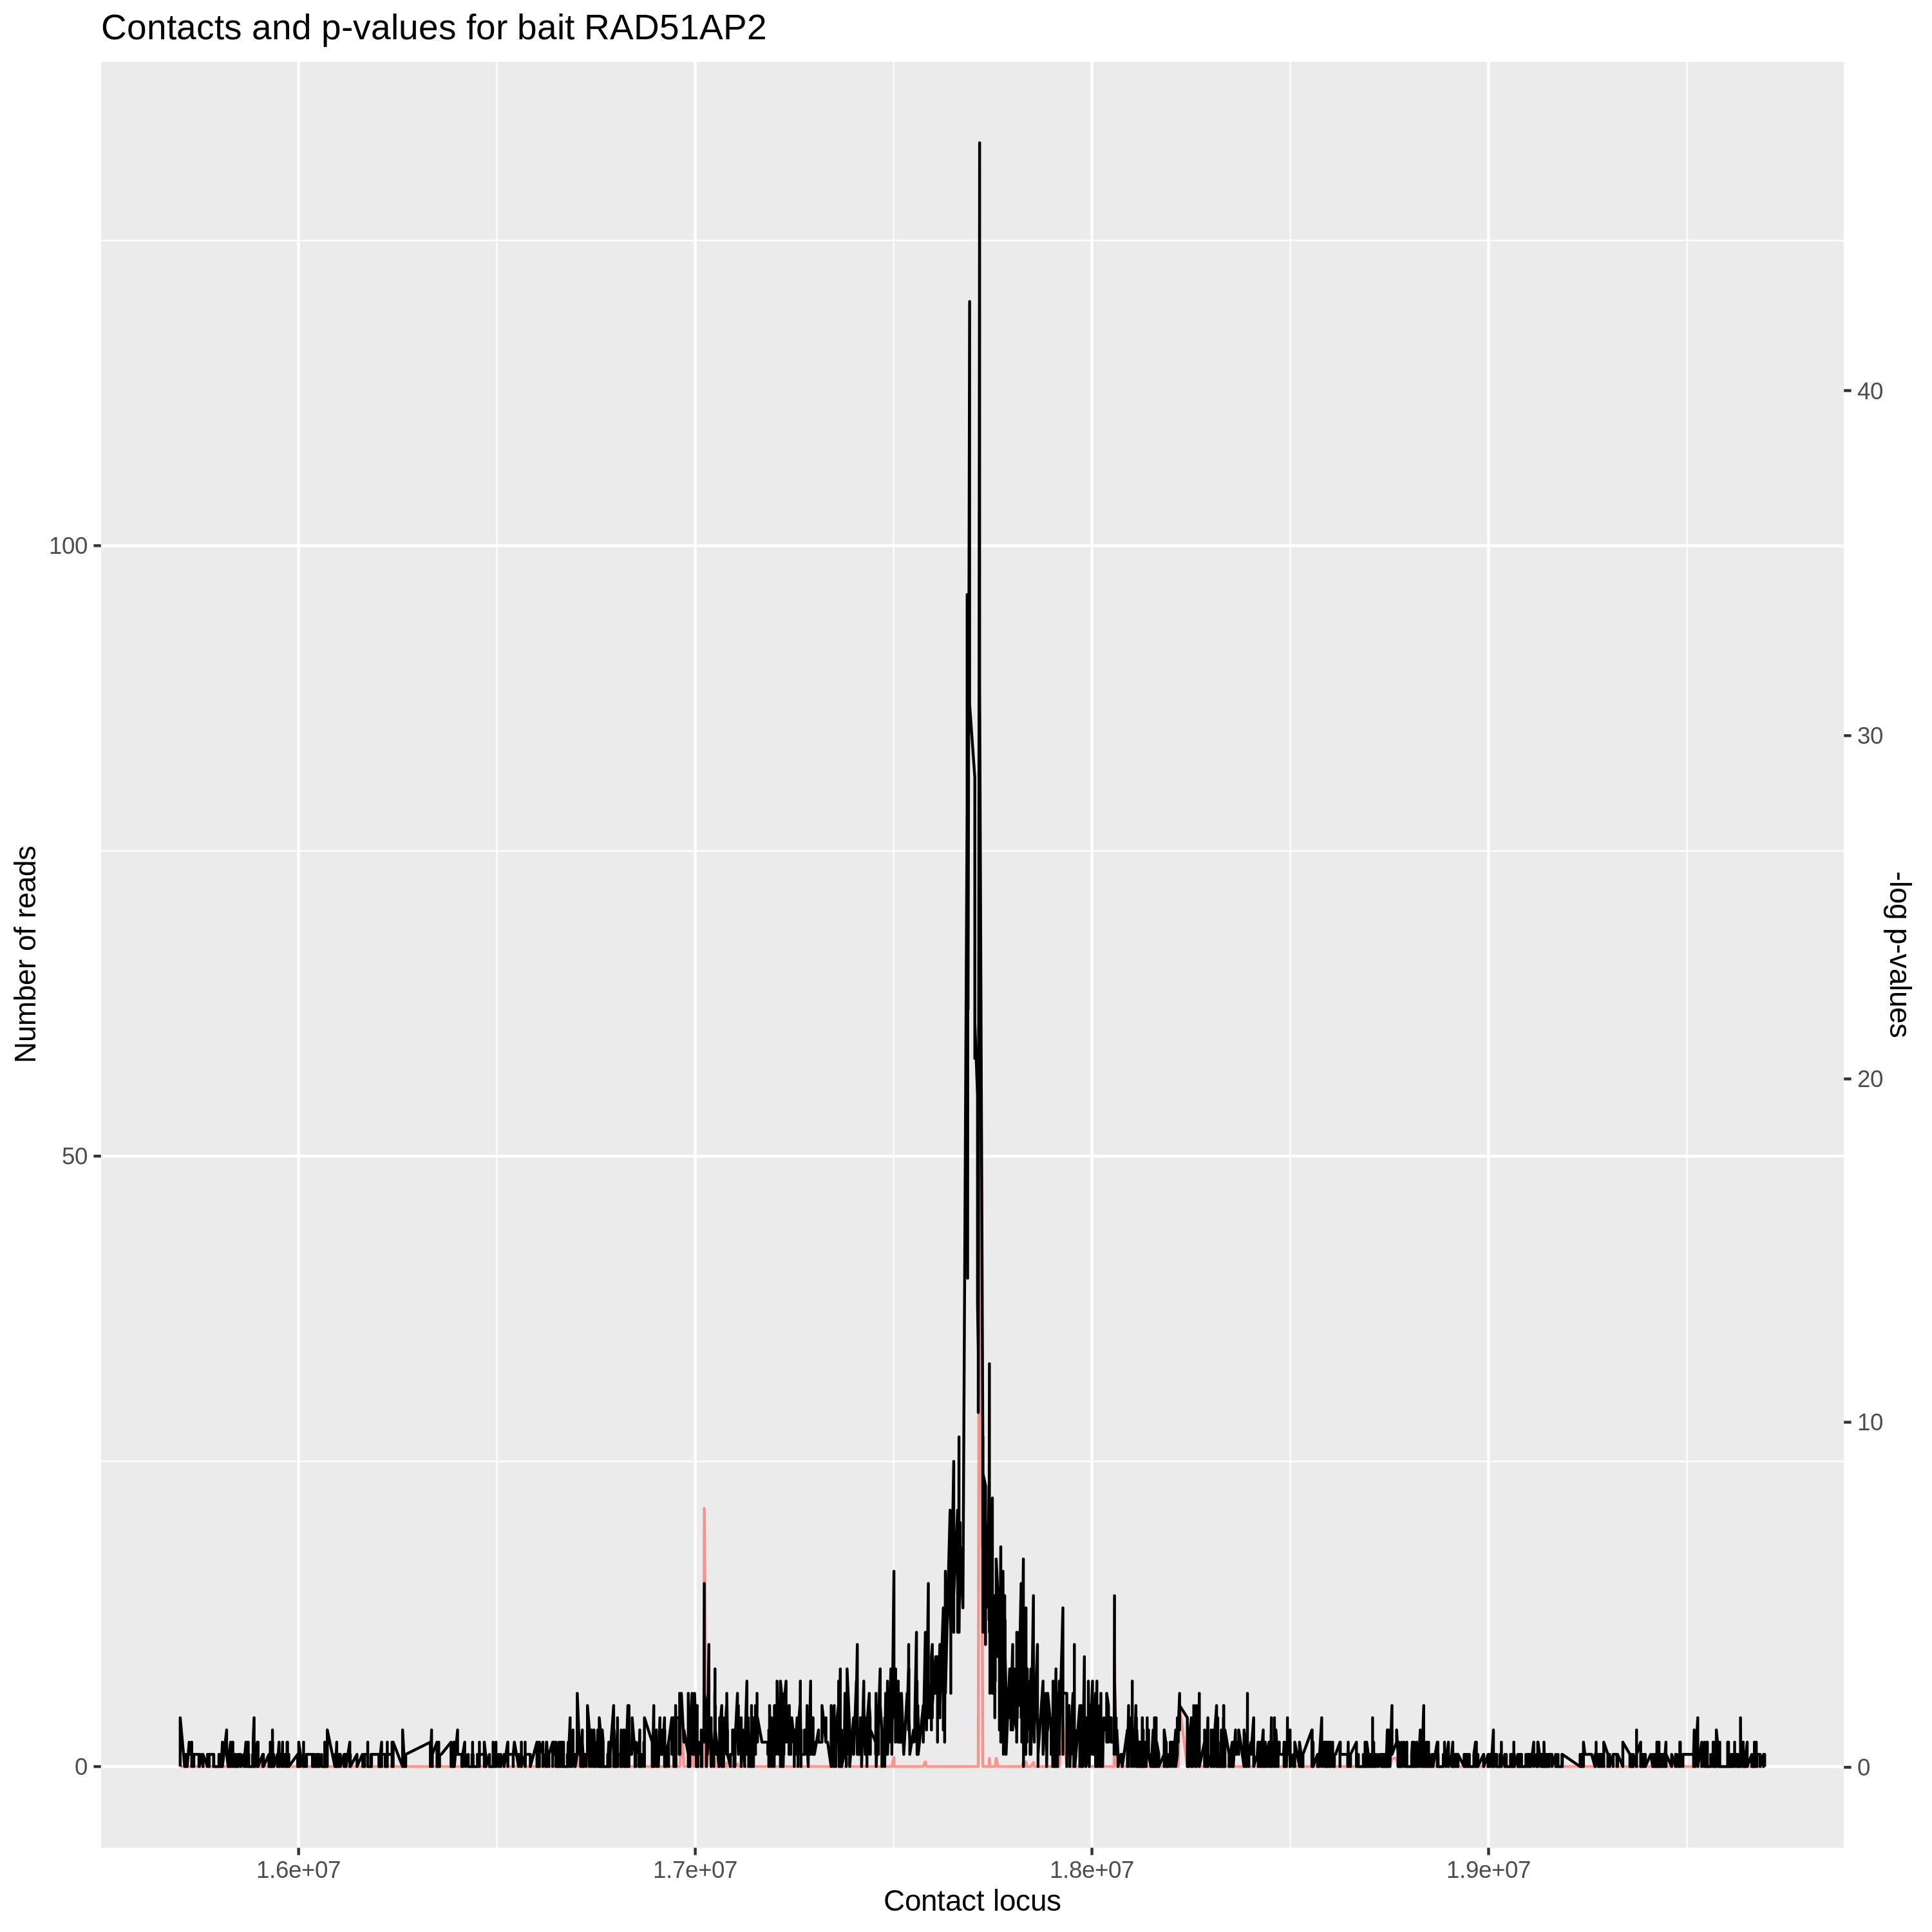 Contacts and p-values for bait RAD51AP2
100
50
0
Number of reads
40
30
20
10
0
-log p-values
1.6e+07 1.7e+07 1.8e+07 1.9e+07
Contact locus